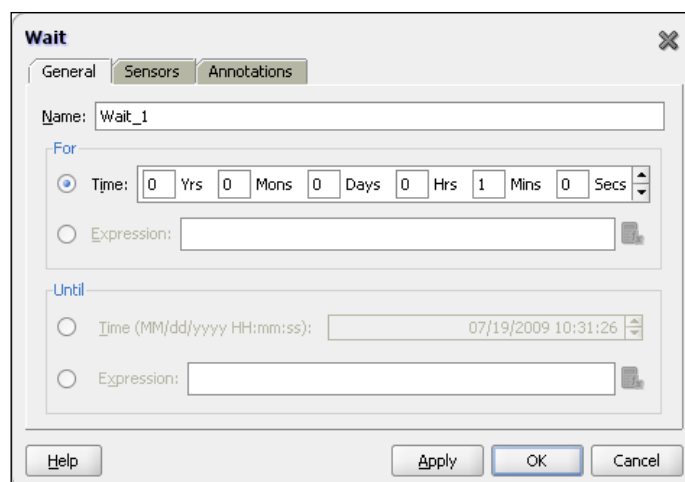 Wait
General Sensors Annotations
Name: Wait_1
For
Time: 0 Yrs 0 Mons 0 Days 0 Hrs 1 Mins 0 Secs
Expression:
Until
Time (MM/dd/yyyy HH:mm:ss): 07/19/2009 10:31:26
Expression:
Help Apply OK Cancel